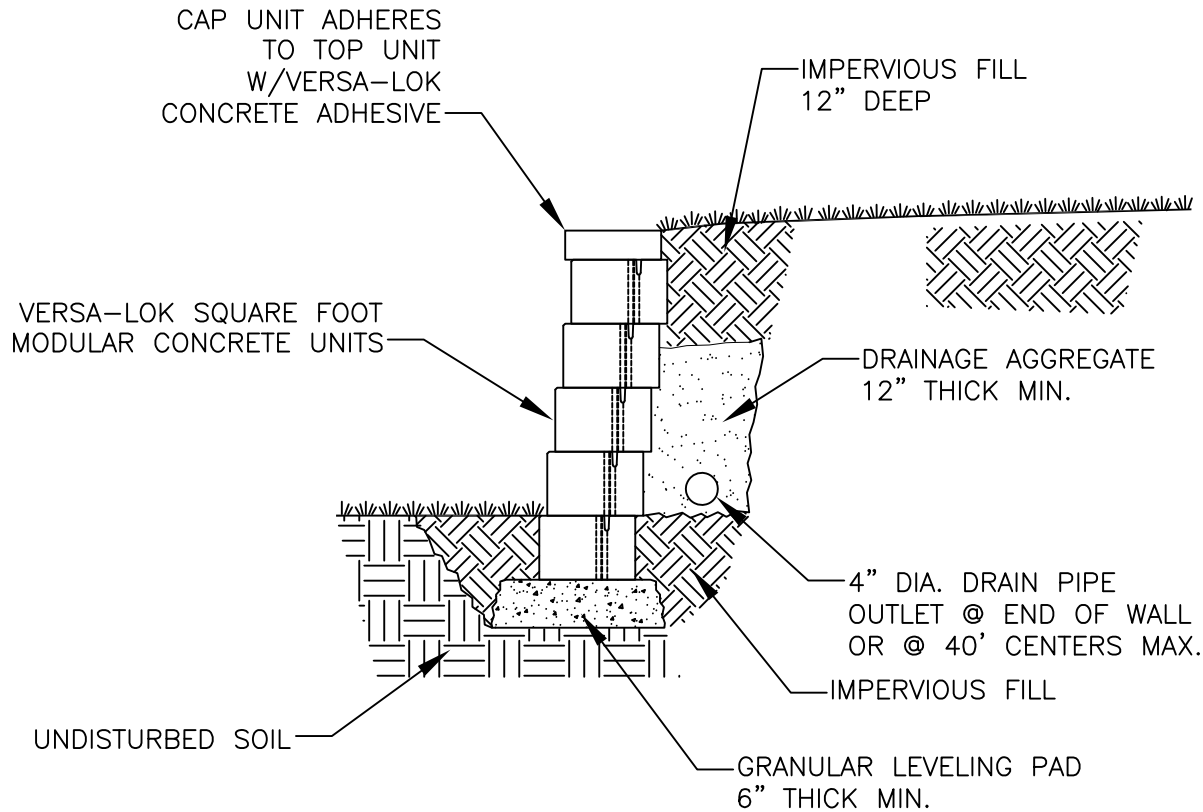 CAP UNIT ADHERES
TO TOP UNIT
W/VERSA–LOK
CONCRETE ADHESIVE
IMPERVIOUS FILL
12” DEEP
VERSA–LOK SQUARE FOOT
MODULAR CONCRETE UNITS
DRAINAGE AGGREGATE
12” THICK MIN.
4” DIA. DRAIN PIPE
OUTLET @ END OF WALL
OR @ 40’ CENTERS MAX.
IMPERVIOUS FILL
UNDISTURBED SOIL
GRANULAR LEVELING PAD
6” THICK MIN.